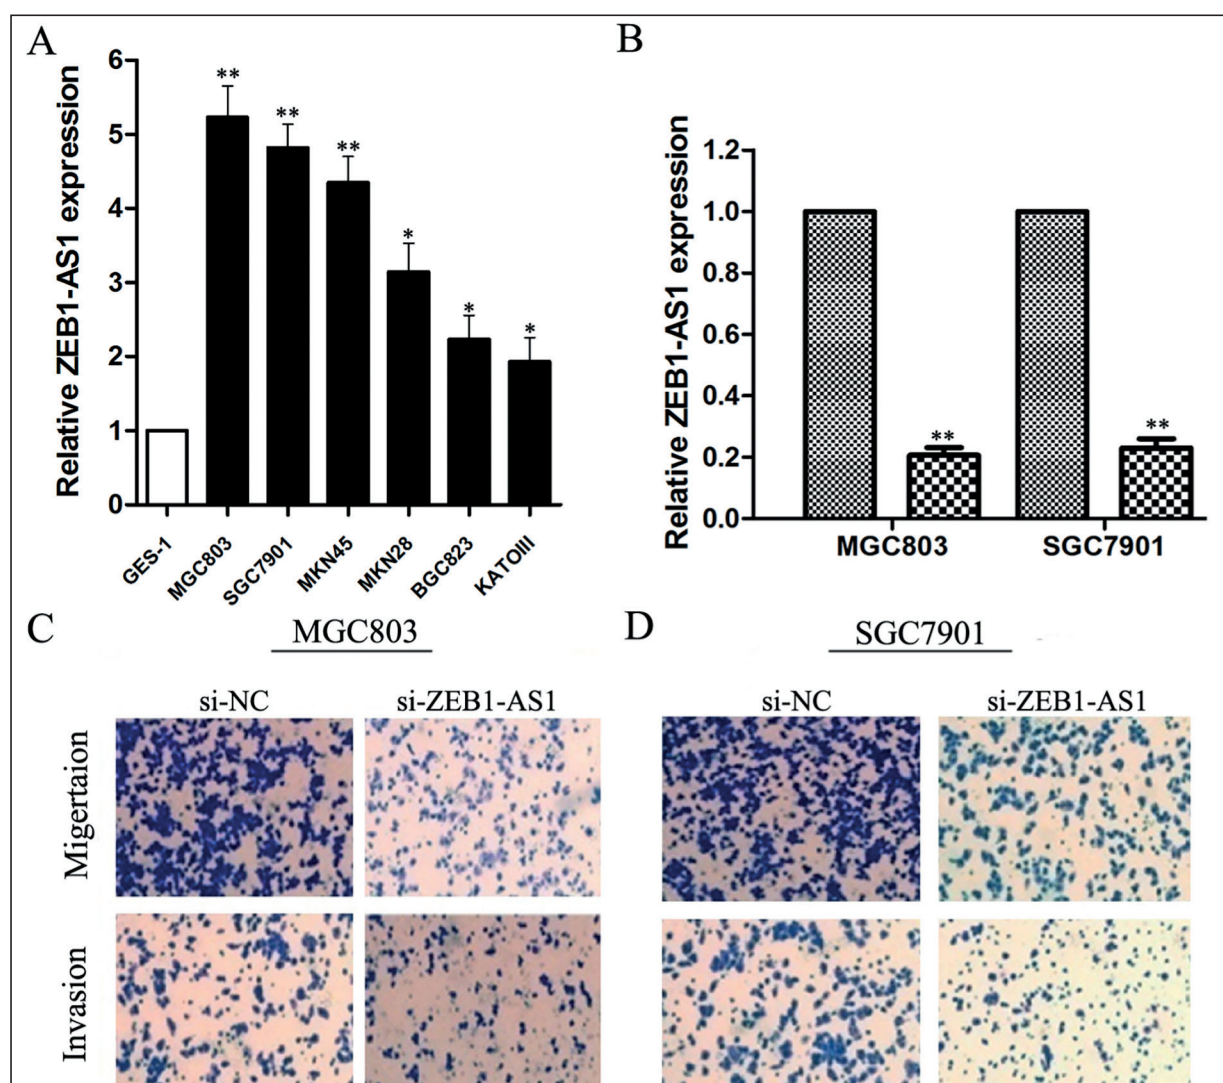 A
Relative ZEB1-AS1 expression
6
5
4
3
2
1
0
**
**
**
*
*
*
GES-1
MGC803
SGC7901
MKN45
MKN28
BGC823
KATOIII
B
Relative ZEB1-AS1 expression
1.2
1.0
0.8
0.6
0.4
0.2
0.0
**
**
MGC803
SGC7901
C
MGC803
si-NC
si-ZEB1-AS1
Migertaion
Invasion
D
SGC7901
si-NC
si-ZEB1-AS1